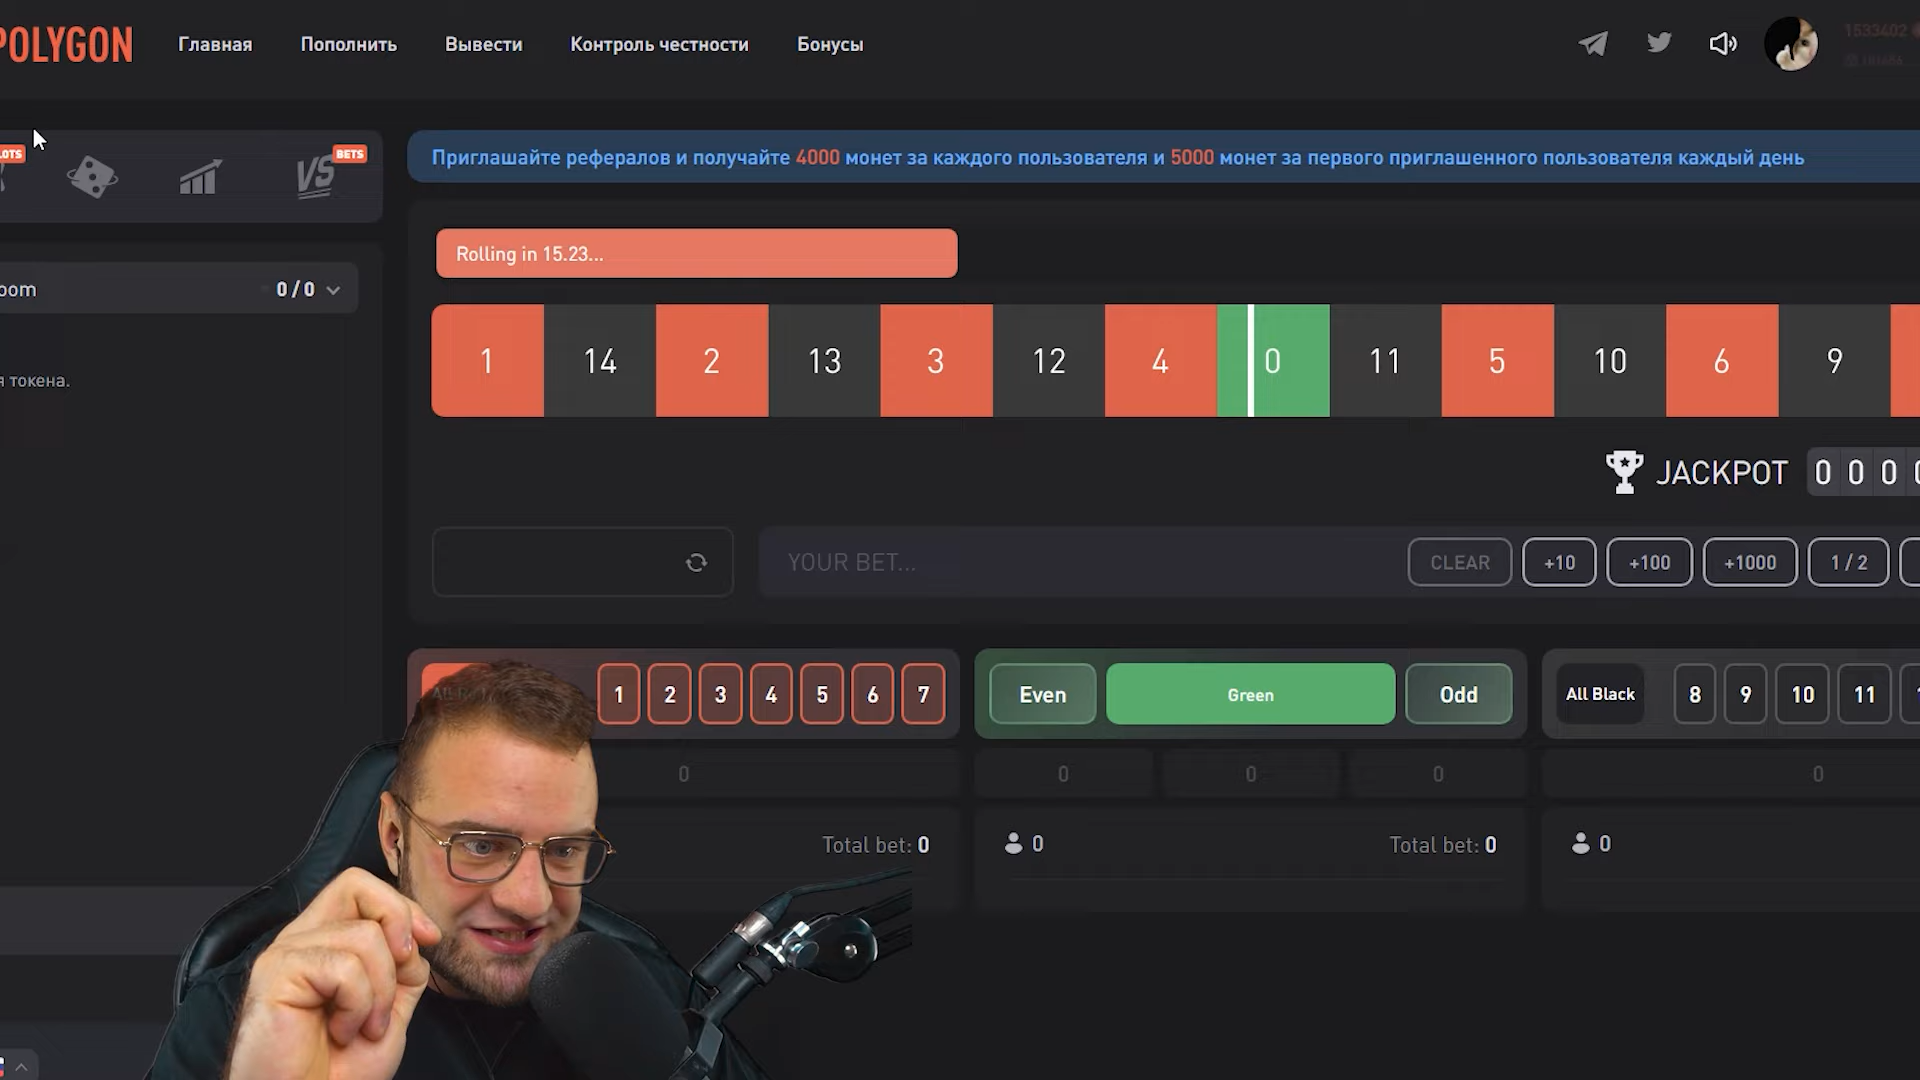 POLYGON
Главная Пополнить Вывести Контроль честности Бонусы
1533402
BETS
Приглашайте рефералов и получайте 4000 монет за каждого пользователя и 5000 монет за первого приглашенного пользователя каждый день
VS
Rolling in 15.23...
oom 0 / 0
1 14 2 13 3 12 4 0 11 5 10 6 9
я токена.
JACKPOT 0 0 0
YOUR BET... CLEAR +10 +100 +1000 1 / 2
1 2 3 4 5 6 7 Even Green Odd All Black 8 9 10 11
0 0 0 0 0
Total bet: 0 0 Total bet: 0 0